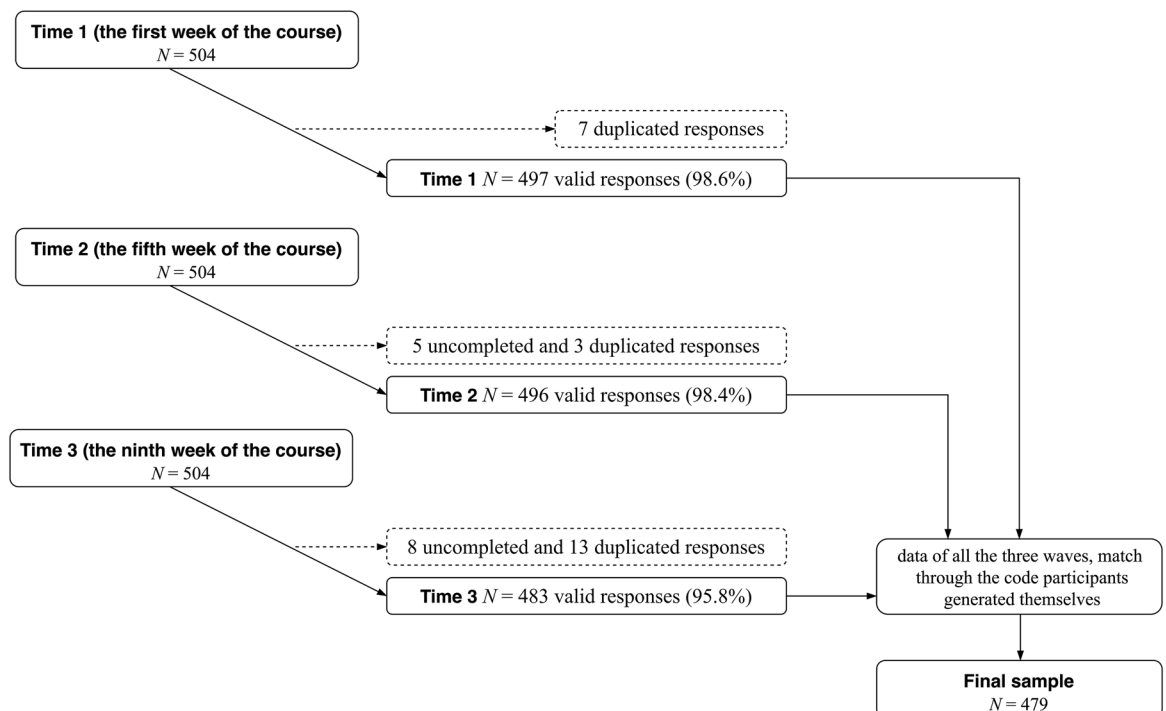 Time 1 (the first week of the course)
N = 504
7 duplicated responses
Time 1 N = 497 valid responses (98.6%)
Time 2 (the fifth week of the course)
N = 504
5 uncompleted and 3 duplicated responses
Time 2 N = 496 valid responses (98.4%)
Time 3 (the ninth week of the course)
N = 504
8 uncompleted and 13 duplicated responses
Time 3 N = 483 valid responses (95.8%)
data of all the three waves, match
through the code participants
generated themselves
Final sample
N = 479